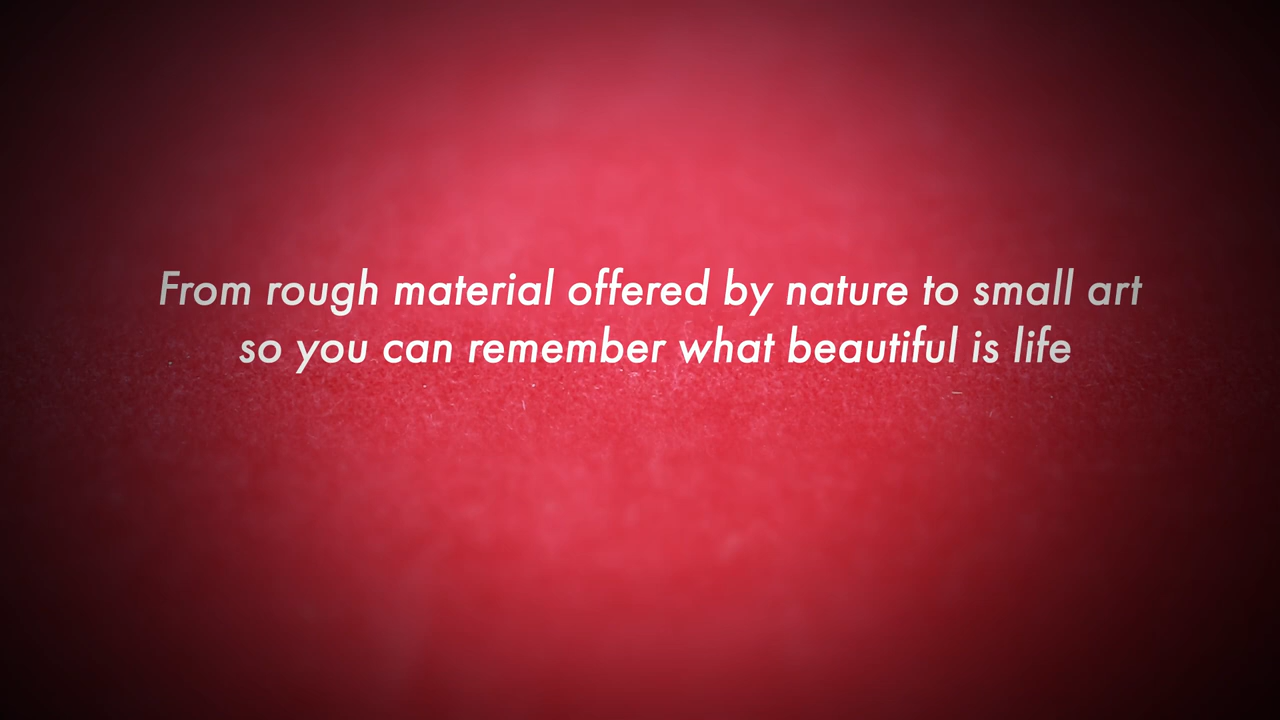 From rough material offered by nature to small art
so you can remember what beautiful is life